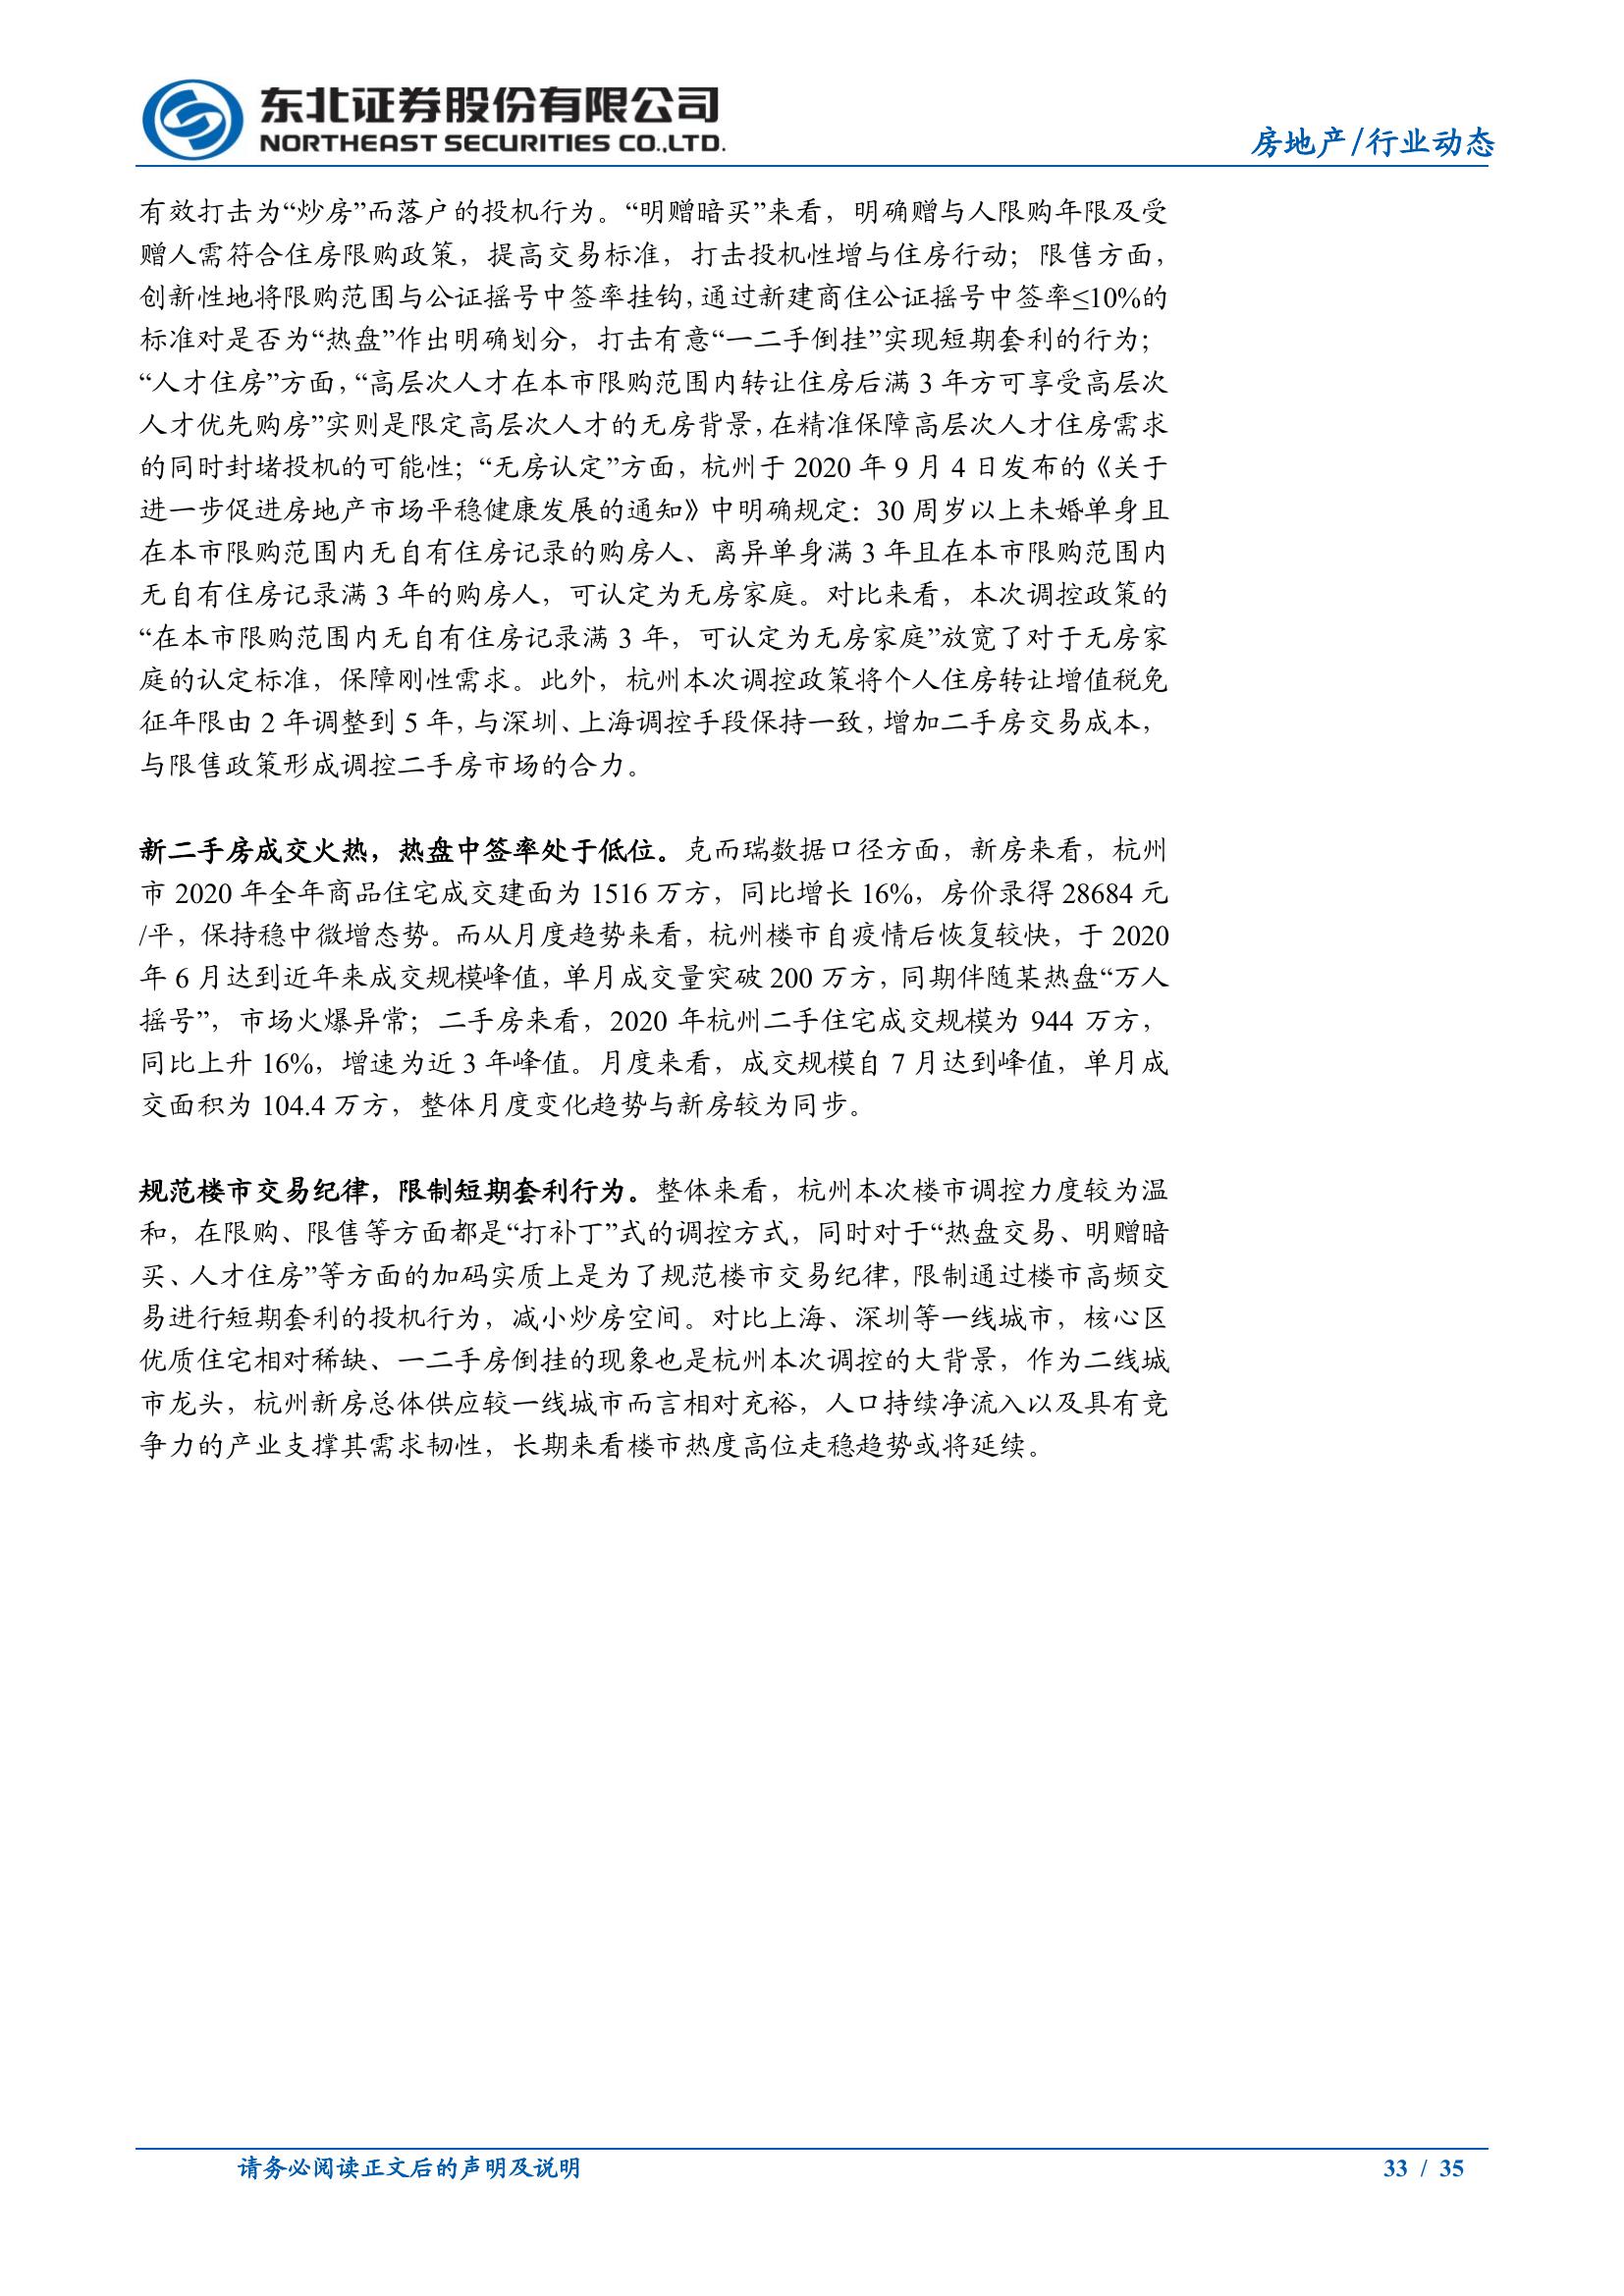 东北证券股份有限公司
NORTHEAST SECURITIES CO.,LTD.
房地产/行业动态
有效打击为“炒房”而落户的投机行为。“明赠暗买”来看，明确赠与人限购年限及受
赠人需符合住房限购政策，提高交易标准，打击投机性增与住房行动；限售方面，
创新性地将限购范围与公证摇号中签率挂钩，通过新建商住公证摇号中签率≤10%的
标准对是否为“热盘”作出明确划分，打击有意“一二手倒挂”实现短期套利的行为；
“人才住房”方面，“高层次人才在本市限购范围内转让住房后满 3 年方可享受高层次
人才优先购房”实则是限定高层次人才的无房背景，在精准保障高层次人才住房需求
的同时封堵投机的可能性；“无房认定”方面，杭州于 2020 年 9 月 4 日发布的《关于
进一步促进房地产市场平稳健康发展的通知》中明确规定：30 周岁以上未婚单身且
在本市限购范围内无自有住房记录的购房人、离异单身满 3 年且在本市限购范围内
无自有住房记录满 3 年的购房人，可认定为无房家庭。对比来看，本次调控政策的
“在本市限购范围内无自有住房记录满 3 年，可认定为无房家庭”放宽了对于无房家
庭的认定标准，保障刚性需求。此外，杭州本次调控政策将个人住房转让增值税免
征年限由 2 年调整到 5 年，与深圳、上海调控手段保持一致，增加二手房交易成本，
与限售政策形成调控二手房市场的合力。
新二手房成交火热，热盘中签率处于低位。克而瑞数据口径方面，新房来看，杭州
市 2020 年全年商品住宅成交建面为 1516 万方，同比增长 16%，房价录得 28684 元
/平，保持稳中微增态势。而从月度趋势来看，杭州楼市自疫情后恢复较快，于 2020
年 6 月达到近年来成交规模峰值，单月成交量突破 200 万方，同期伴随某热盘“万人
摇号”，市场火爆异常；二手房来看，2020 年杭州二手住宅成交规模为 944 万方，
同比上升 16%，增速为近 3 年峰值。月度来看，成交规模自 7 月达到峰值，单月成
交面积为 104.4 万方，整体月度变化趋势与新房较为同步。
规范楼市交易纪律，限制短期套利行为。整体来看，杭州本次楼市调控力度较为温
和，在限购、限售等方面都是“打补丁”式的调控方式，同时对于“热盘交易、明赠暗
买、人才住房”等方面的加码实质上是为了规范楼市交易纪律，限制通过楼市高频交
易进行短期套利的投机行为，减小炒房空间。对比上海、深圳等一线城市，核心区
优质住宅相对稀缺、一二手房倒挂的现象也是杭州本次调控的大背景，作为二线城
市龙头，杭州新房总体供应较一线城市而言相对充裕，人口持续净流入以及具有竞
争力的产业支撑其需求韧性，长期来看楼市热度高位走稳趋势或将延续。
请务必阅读正文后的声明及说明
33 / 35